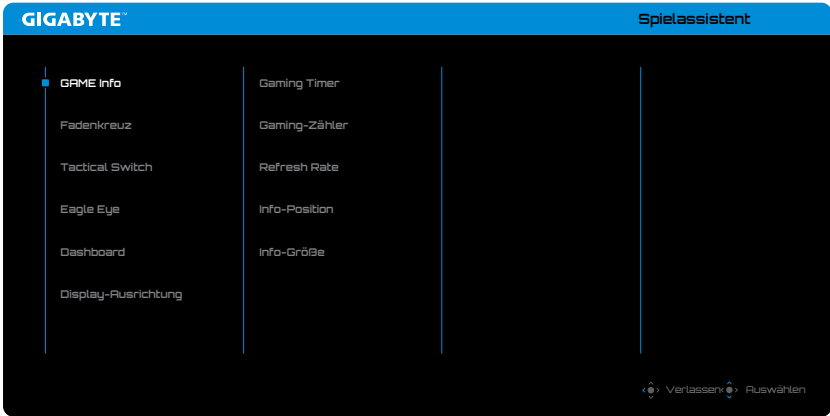 GIGABYTE™
Spielassistent
GAME Info
Fadenkreuz
Tactical Switch
Eagle Eye
Dashboard
Display-Ausrichtung
Gaming Timer
Gaming-Zähler
Refresh Rate
Info-Position
Info-Größe
Verlassen
Auswählen